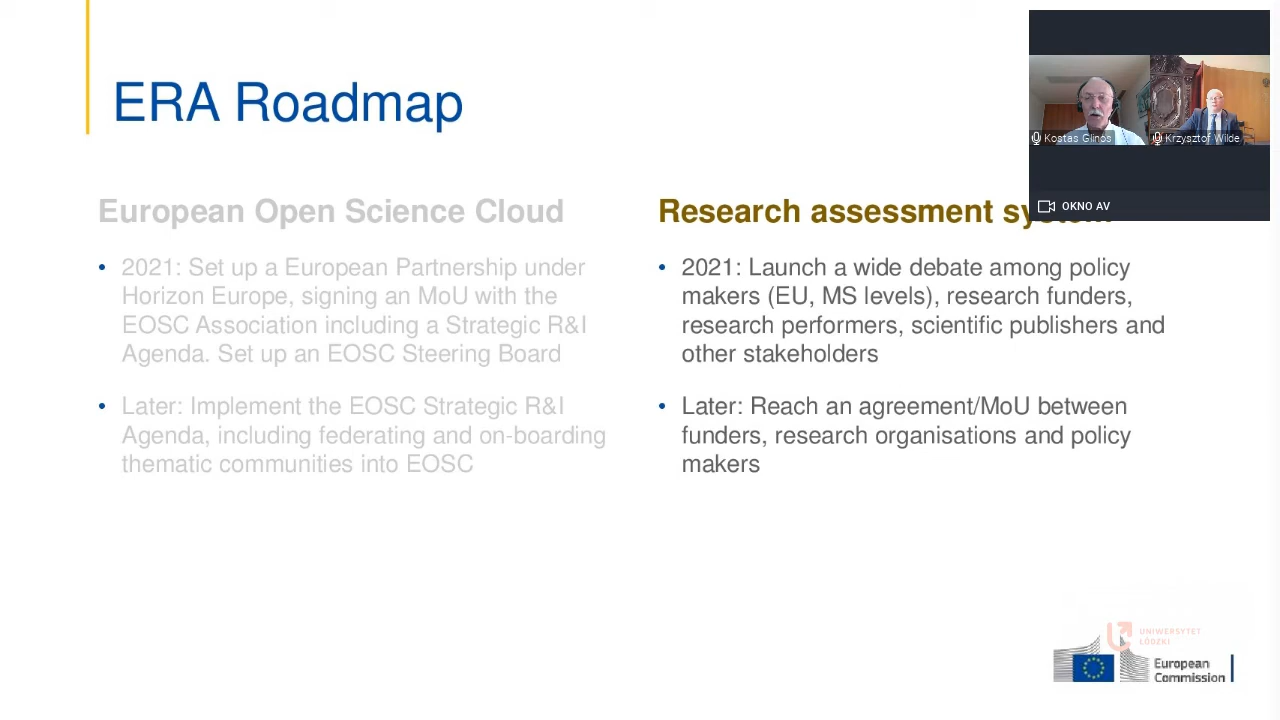 ERA Roadmap
Kostas Glinos
Krzysztof Wilde
OKNO AV
European Open Science Cloud
• 2021: Set up a European Partnership under
Horizon Europe, signing an MoU with the
EOSC Association including a Strategic R&I
Agenda. Set up an EOSC Steering Board
• Later: Implement the EOSC Strategic R&I
Agenda, including federating and on-boarding
thematic communities into EOSC
Research assessment
• 2021: Launch a wide debate among policy
makers (EU, MS levels), research funders,
research performers, scientific publishers and
other stakeholders
• Later: Reach an agreement/MoU between
funders, research organisations and policy
makers
UNIWERSYTET
ŁÓDZKI
European
Commission